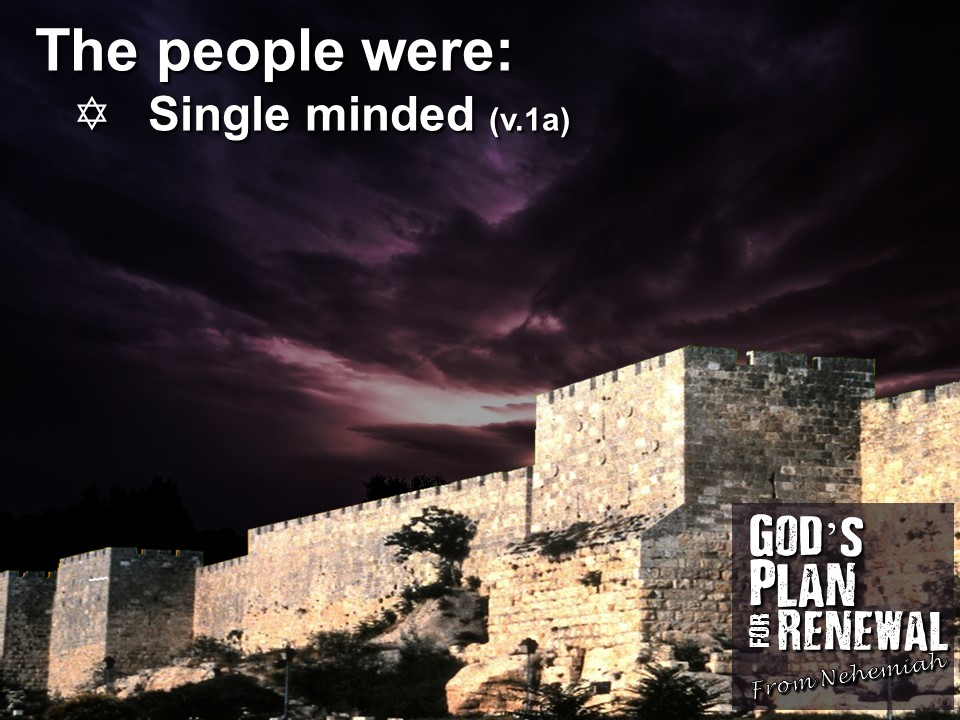 The people were:
✡ Single minded (v.1a)
GOD'S
PLAN
FOR RENEWAL
From Nehemiah